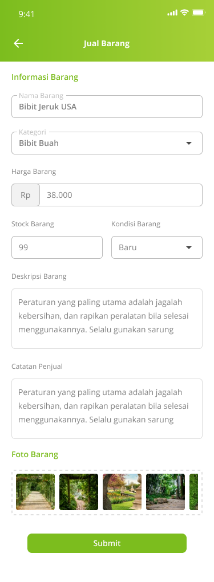 9:41
Jual Barang
Informasi Barang
Nama Barang
Bibit Jeruk USA
Kategori
Bibit Buah
Harga Barang
Rp 38.000
Stock Barang Kondisi Barang
99 Baru
Deskripsi Barang
Peraturan yang paling utama adalah jagalah
kebersihan, dan rapikan peralatan bila selesai
menggunakannya. Selalu gunakan sarung
Catatan Penjual
Peraturan yang paling utama adalah jagalah
kebersihan, dan rapikan peralatan bila selesai
menggunakannya. Selalu gunakan sarung
Foto Barang
Submit